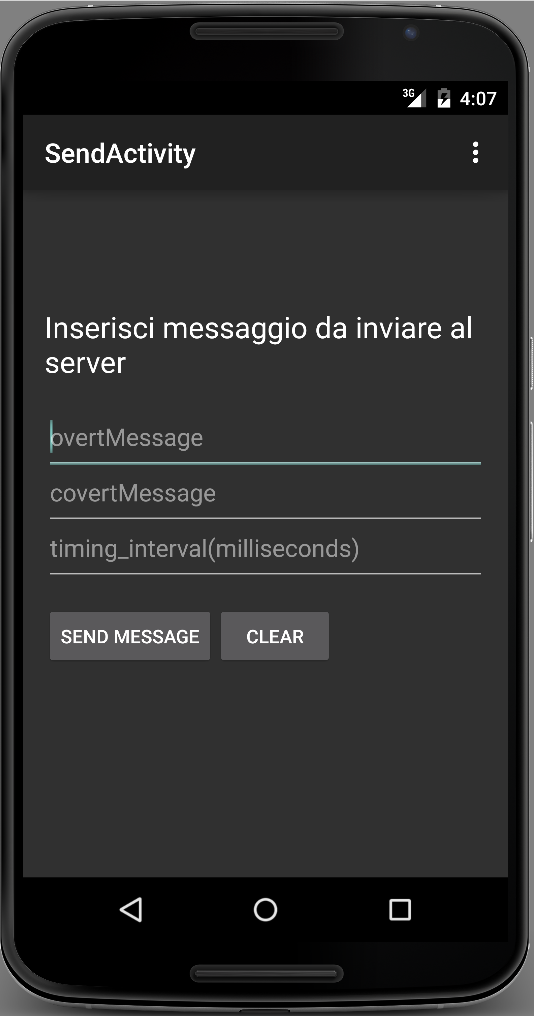 3G 4:07
SendActivity
Inserisci messaggio da inviare al
server
overtMessage
covertMessage
timing_interval(milliseconds)
SEND MESSAGE CLEAR